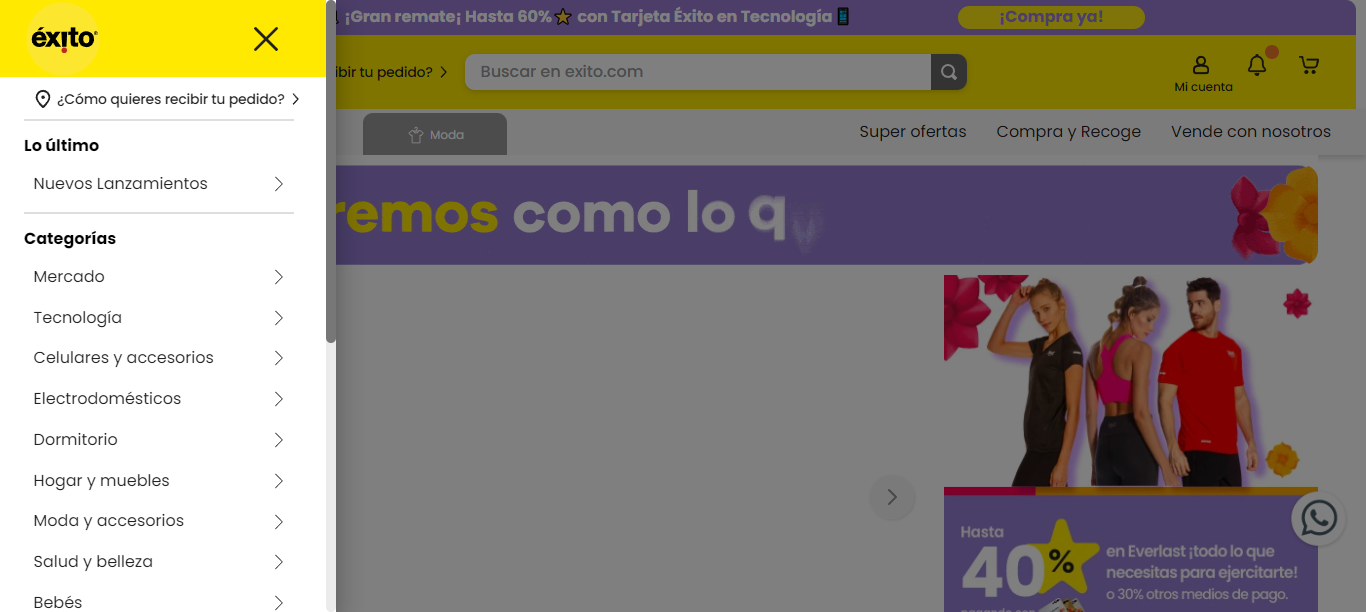 éxito
¿Cómo quieres recibir tu pedido?
Lo último
Nuevos Lanzamientos
Categorías
Mercado
Tecnología
Celulares y accesorios
Electrodomésticos
Dormitorio
Hogar y muebles
Moda y accesorios
Salud y belleza
Bebés
¡Gran remate¡ Hasta 60%⭐ con Tarjeta Éxito en Tecnología📱
¡Compra ya!
ibir tu pedido?
Buscar en exito.com
Mi cuenta
Moda
Super ofertas
Compra y Recoge
Vende con nosotros
remos como lo q
Hasta
40%
en Everlast ¡todo lo que
necesitas para ejercitarte!
o 30% otros medios de pago.